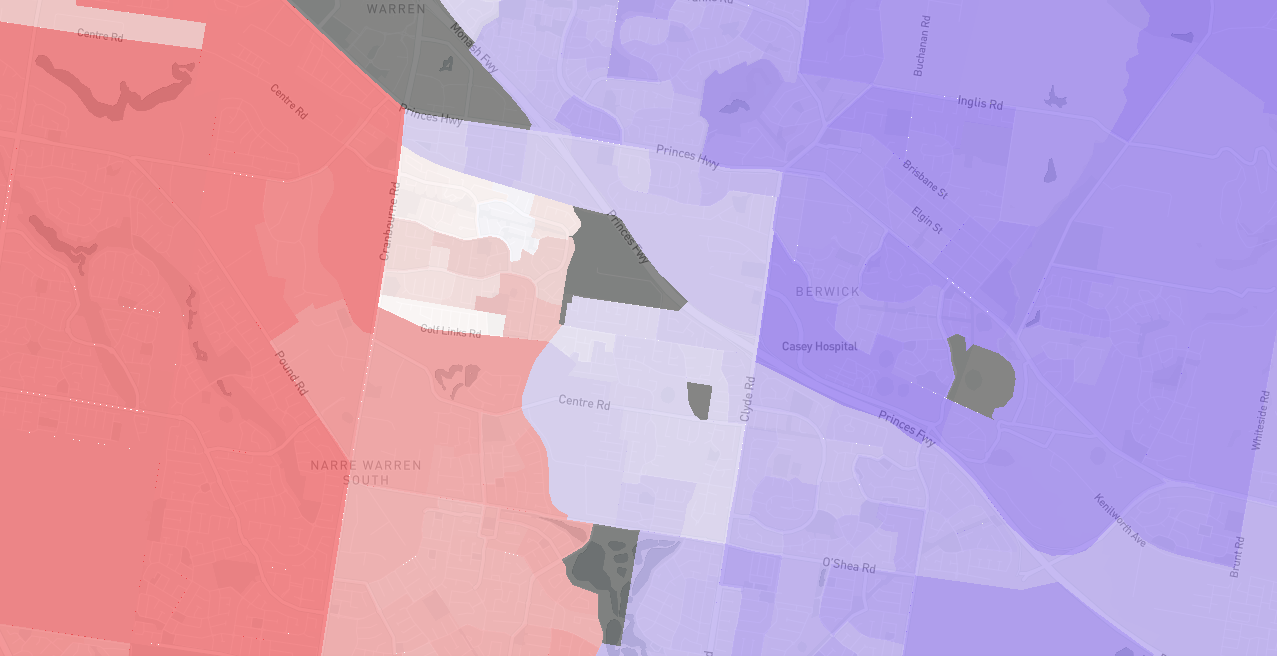 WARREN
Centre Rd
Monash Fwy
Buchanan Rd
Centre Rd
Inglis Rd
Princes Hwy
Princes Hwy
Brisbane St
Cranbourne Rd
Elgin St
Princes Fwy
BERWICK
Golf Links Rd
Casey Hospital
Pound Rd
Centre Rd
Clyde Rd
Whiteside Rd
Princes Fwy
NARRE WARREN
SOUTH
Kenilworth Ave
O'Shea Rd
Brunt Rd